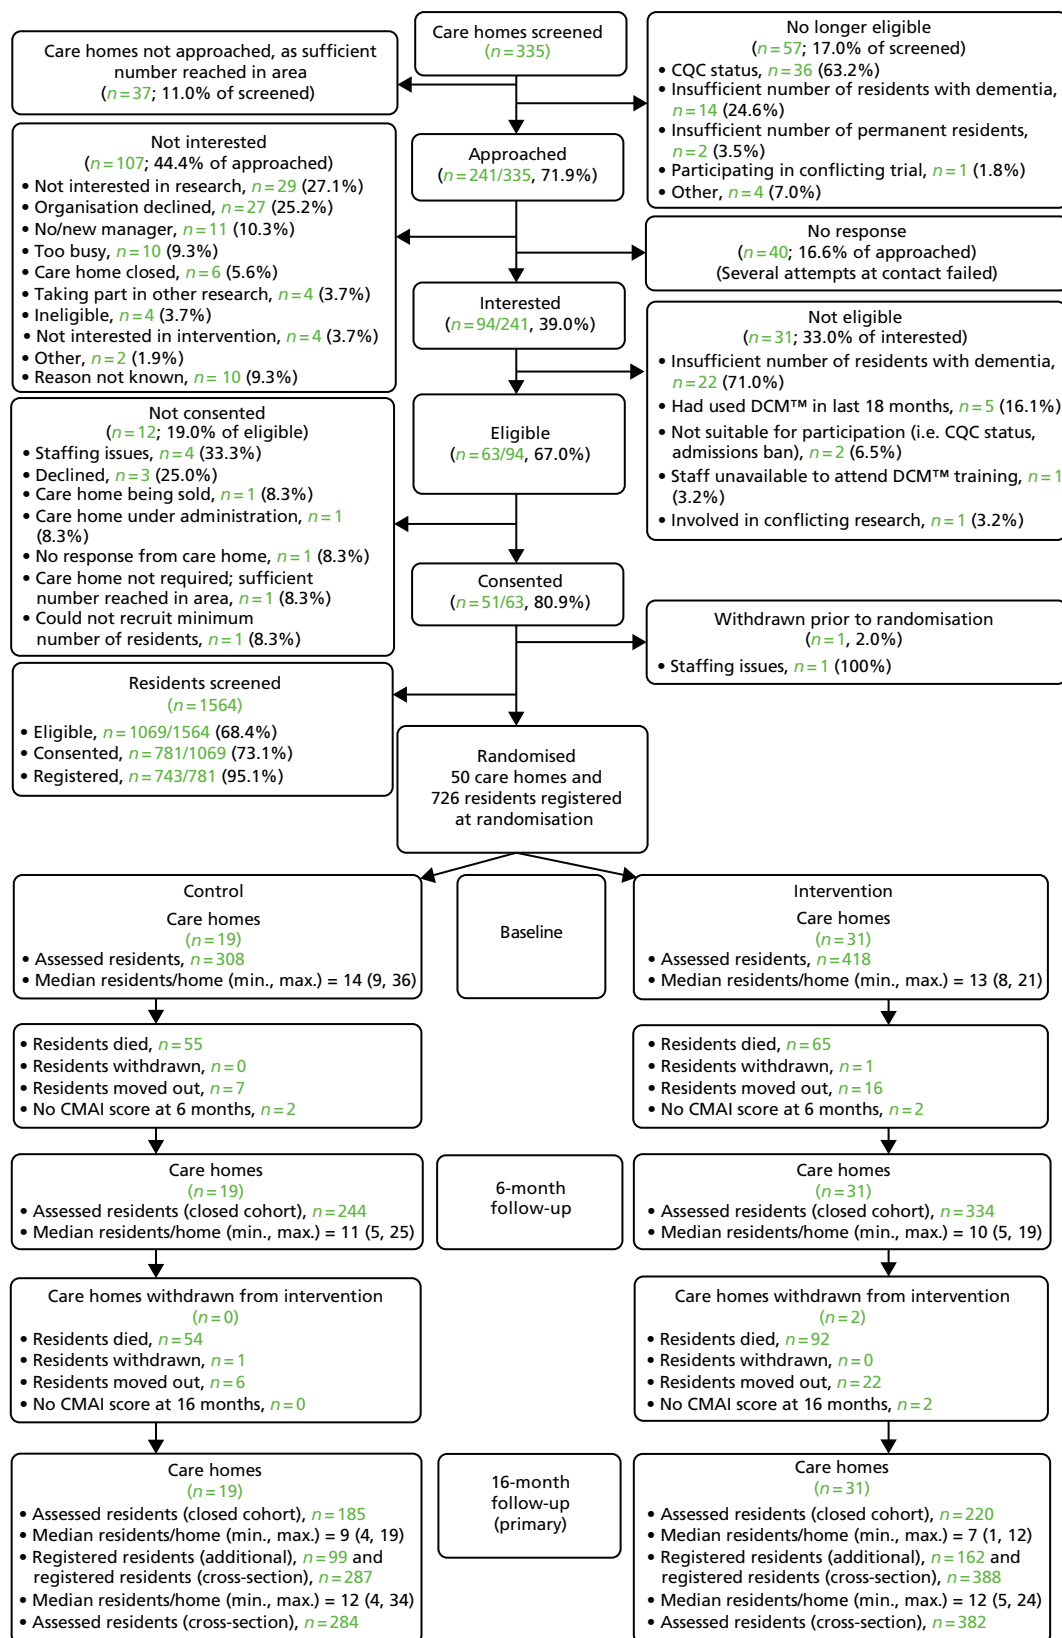 Care homes screened
(n=335)
Care homes not approached, as sufficient
number reached in area
(n=37; 11.0% of screened)
No longer eligible
(n=57; 17.0% of screened)
• CQC status, n=36 (63.2%)
• Insufficient number of residents with dementia,
n=14 (24.6%)
• Insufficient number of permanent residents,
n=2 (3.5%)
• Participating in conflicting trial, n=1 (1.8%)
• Other, n=4 (7.0%)
Approached
(n=241/335, 71.9%)
Not interested
(n=107; 44.4% of approached)
• Not interested in research, n=29 (27.1%)
• Organisation declined, n=27 (25.2%)
• No/new manager, n=11 (10.3%)
• Too busy, n=10 (9.3%)
• Care home closed, n=6 (5.6%)
• Taking part in other research, n=4 (3.7%)
• Ineligible, n=4 (3.7%)
• Not interested in intervention, n=4 (3.7%)
• Other, n=2 (1.9%)
• Reason not known, n=10 (9.3%)
No response
(n=40; 16.6% of approached)
(Several attempts at contact failed)
Interested
(n=94/241, 39.0%)
Not eligible
(n=31; 33.0% of interested)
• Insufficient number of residents with dementia,
n=22 (71.0%)
• Had used DCM™ in last 18 months, n=5 (16.1%)
• Not suitable for participation (i.e. CQC status,
admissions ban), n=2 (6.5%)
• Staff unavailable to attend DCM™ training, n=1
(3.2%)
• Involved in conflicting research, n=1 (3.2%)
Eligible
(n=63/94, 67.0%)
Not consented
(n=12; 19.0% of eligible)
• Staffing issues, n=4 (33.3%)
• Declined, n=3 (25.0%)
• Care home being sold, n=1 (8.3%)
• Care home under administration, n=1
(8.3%)
• No response from care home, n=1 (8.3%)
• Care home not required; sufficient
number reached in area, n=1 (8.3%)
• Could not recruit minimum
number of residents, n=1 (8.3%)
Consented
(n=51/63, 80.9%)
Withdrawn prior to randomisation
(n=1, 2.0%)
• Staffing issues, n=1 (100%)
Residents screened
(n=1564)
• Eligible, n=1069/1564 (68.4%)
• Consented, n=781/1069 (73.1%)
• Registered, n=743/781 (95.1%)
Randomised
50 care homes and
726 residents registered
at randomisation
Control
Care homes
(n=19)
• Assessed residents, n=308
• Median residents/home (min., max.) = 14 (9, 36)
Baseline
Intervention
Care homes
(n=31)
• Assessed residents, n=418
• Median residents/home (min., max.) = 13 (8, 21)
• Residents died, n=55
• Residents withdrawn, n=0
• Residents moved out, n=7
• No CMAI score at 6 months, n=2
• Residents died, n=65
• Residents withdrawn, n=1
• Residents moved out, n=16
• No CMAI score at 6 months, n=2
Care homes
(n=19)
• Assessed residents (closed cohort), n=244
• Median residents/home (min., max.) = 11 (5, 25)
6-month
follow-up
Care homes
(n=31)
• Assessed residents (closed cohort), n=334
• Median residents/home (min., max.) = 10 (5, 19)
Care homes withdrawn from intervention
(n=0)
• Residents died, n=54
• Residents withdrawn, n=1
• Residents moved out, n=6
• No CMAI score at 16 months, n=0
Care homes withdrawn from intervention
(n=2)
• Residents died, n=92
• Residents withdrawn, n=0
• Residents moved out, n=22
• No CMAI score at 16 months, n=2
Care homes
(n=19)
• Assessed residents (closed cohort), n=185
• Median residents/home (min., max.) = 9 (4, 19)
• Registered residents (additional), n=99 and
registered residents (cross-section),
n=287
• Median residents/home (min., max.) = 12 (4, 34)
• Assessed residents (cross-section), n=284
16-month
follow-up
(primary)
Care homes
(n=31)
• Assessed residents (closed cohort), n=220
• Median residents/home (min., max.) = 7 (1, 12)
• Registered residents (additional), n=162 and
registered residents (cross-section),
n=388
• Median residents/home (min., max.) = 12 (5, 24)
• Assessed residents (cross-section), n=382